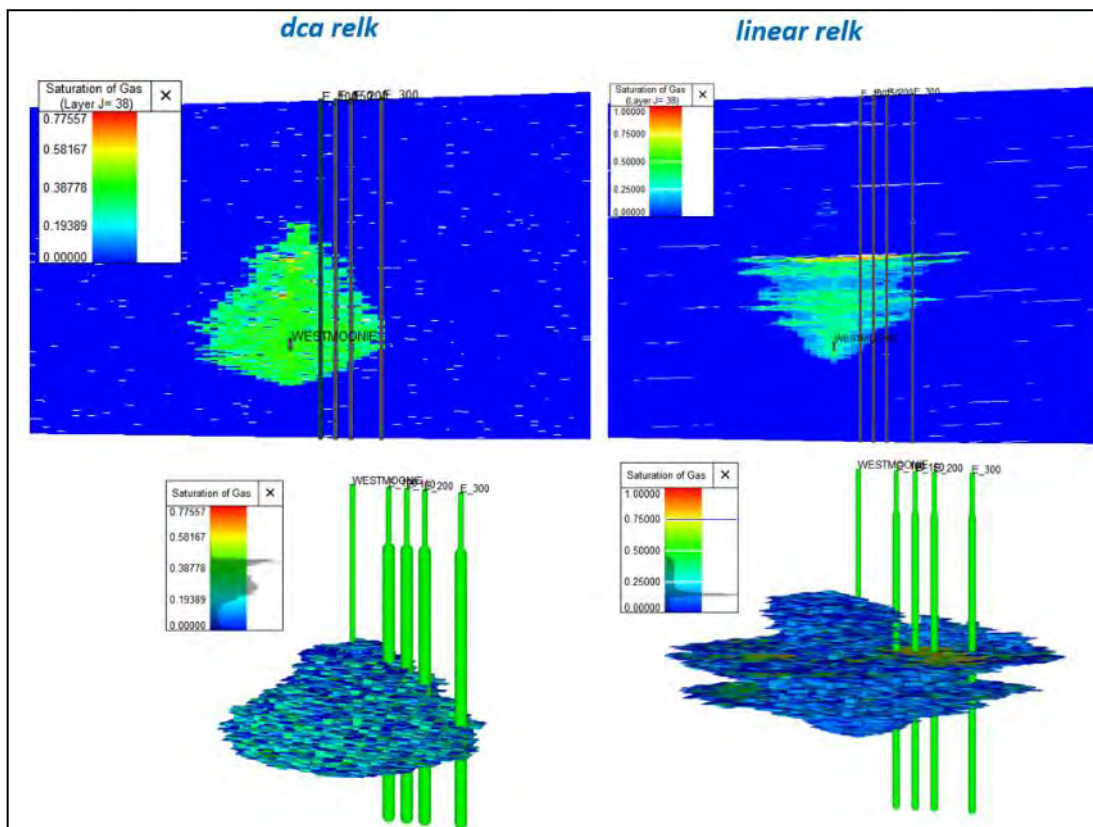 dca relk
linear relk
Saturation of Gas
(Layer J= 38)
0.77557
0.58167
0.38778
0.19389
0.00000
E_300
WESTMOONIE
Saturation of Gas
(Layer J= 38)
1.00000
0.75000
0.50000
0.25000
0.00000
E_300
WESTMOONIE
Saturation of Gas
0.77557
0.58167
0.38778
0.19389
0.00000
WESTMOONIE
E_300
Saturation of Gas
1.00000
0.75000
0.50000
0.25000
0.00000
WESTMOONIE
E_300